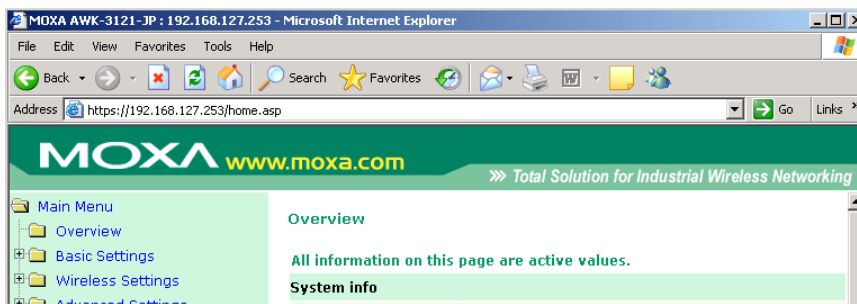 MOXA AWK-3121-JP : 192.168.127.253 - Microsoft Internet Explorer
File Edit View Favorites Tools Help
Back Search Favorites
Address https://192.168.127.253/home.asp Go Links »
MOXA www.moxa.com
»» Total Solution for Industrial Wireless Networking
Main Menu
Overview
Basic Settings
Wireless Settings
Advanced Settings
Overview
All information on this page are active values.
System info